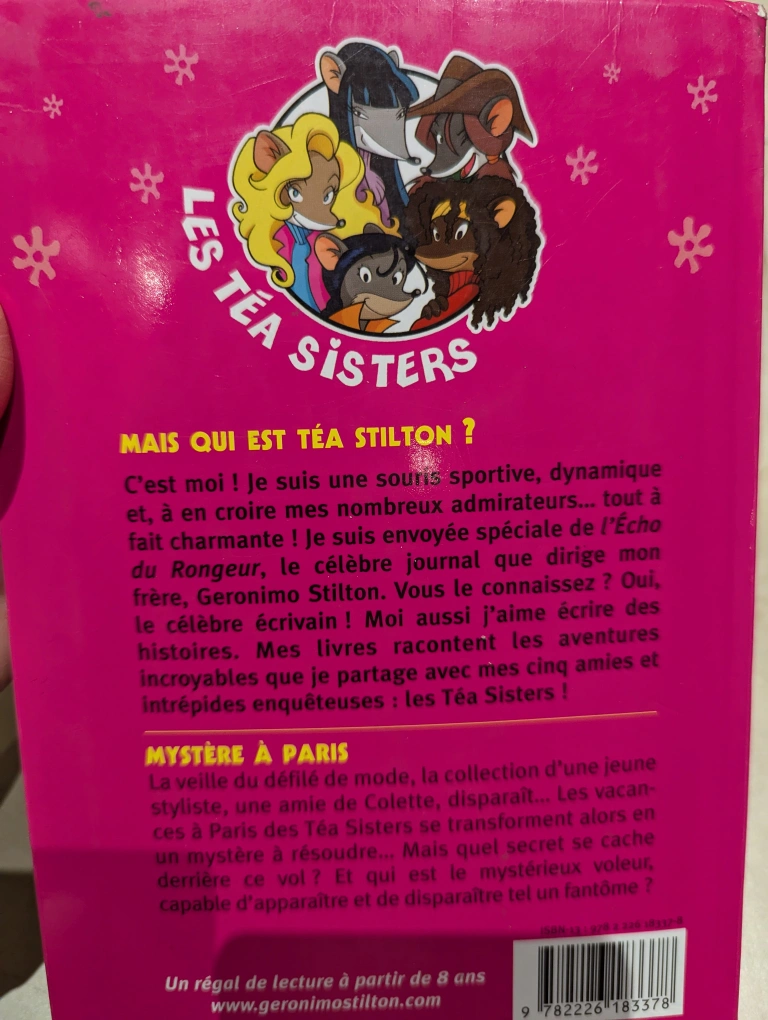 LES TÉA SISTERS
MAIS QUI EST TÉA STILTON ?
C'est moi ! Je suis une souris sportive, dynamique
et, à en croire mes nombreux admirateurs... tout à
fait charmante ! Je suis envoyée spéciale de l'Écho
du Rongeur, le célèbre journal que dirige mon
frère, Geronimo Stilton. Vous le connaissez ? Oui,
le célèbre écrivain ! Moi aussi j'aime écrire des
histoires. Mes livres racontent les aventures
incroyables que je partage avec mes cinq amies et
intrépides enquêteuses : les Téa Sisters !
MYSTÈRE À PARIS
La veille du défilé de mode, la collection d'une jeune
styliste, une amie de Colette, disparaît... Les vacan-
ces à Paris des Téa Sisters se transforment alors en
un mystère à résoudre... Mais quel secret se cache
derrière ce vol ? Et qui est le mystérieux voleur,
capable d'apparaître et de disparaître tel un fantôme ?
ISBN-13 : 978 2 226 18337-8
Un régal de lecture à partir de 8 ans
www.geronimostilton.com
9 782226 183378